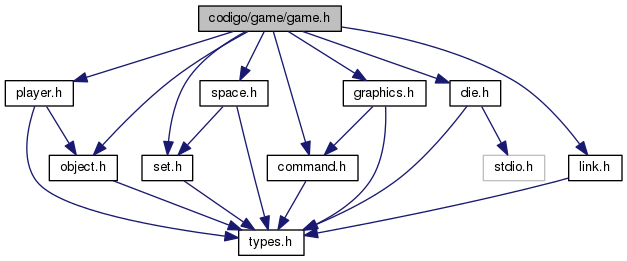 codigo/game/game.h
player.h
space.h
graphics.h
die.h
object.h
set.h
command.h
stdio.h
link.h
types.h